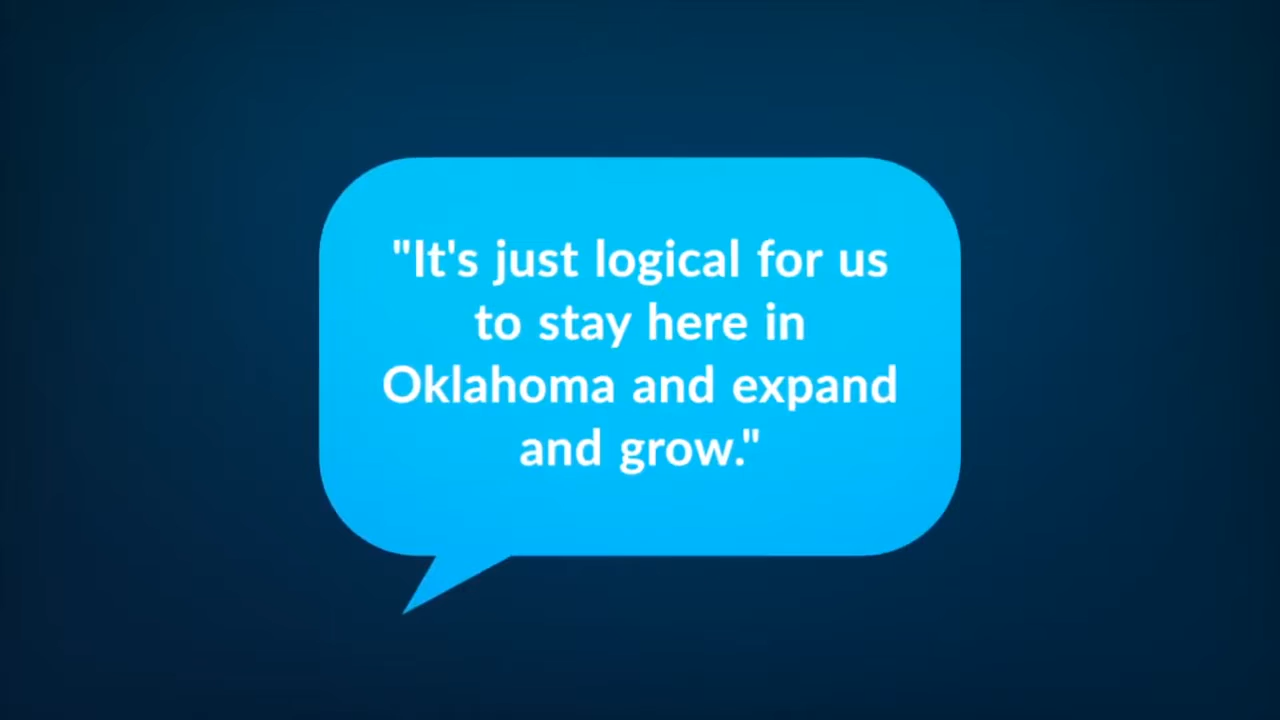 "It's just logical for us
to stay here in
Oklahoma and expand
and grow."